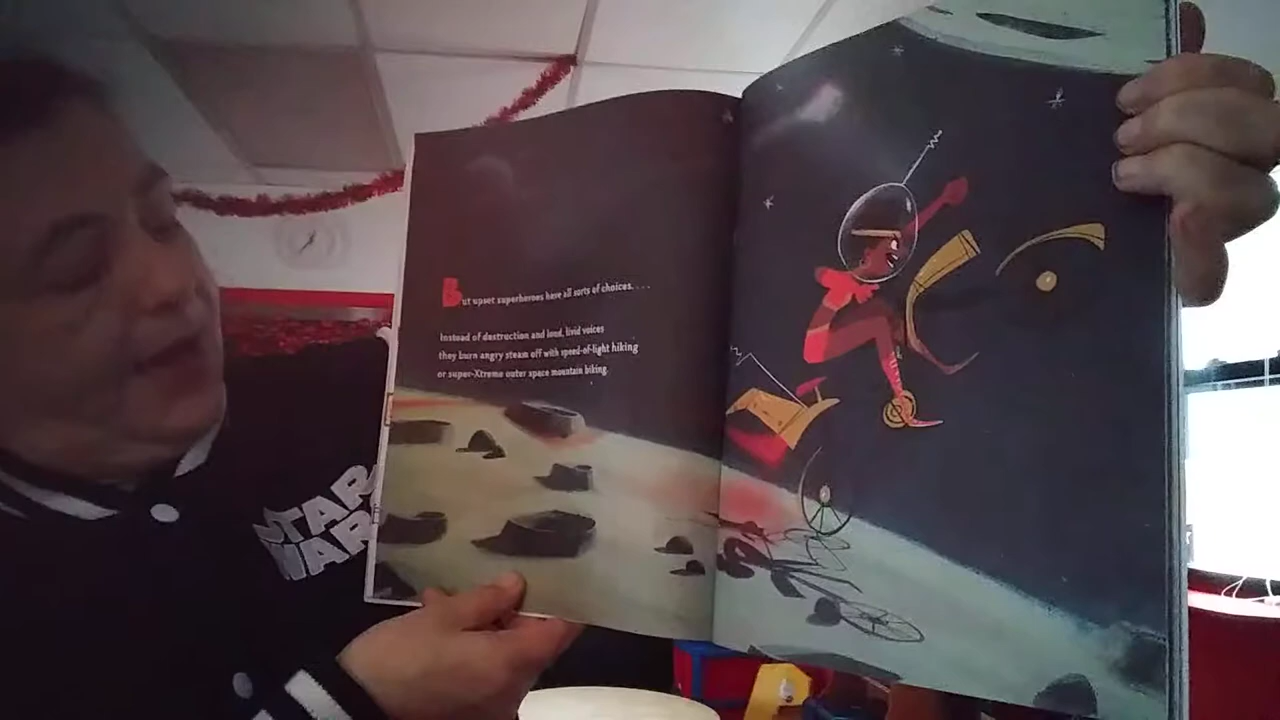 But upset superheroes have all sorts of choices. . . .
Instead of destruction and loud, livid voices
they burn angry steam off with speed-of-light hiking
or super-Xtreme outer space mountain biking.
STAR
WARS